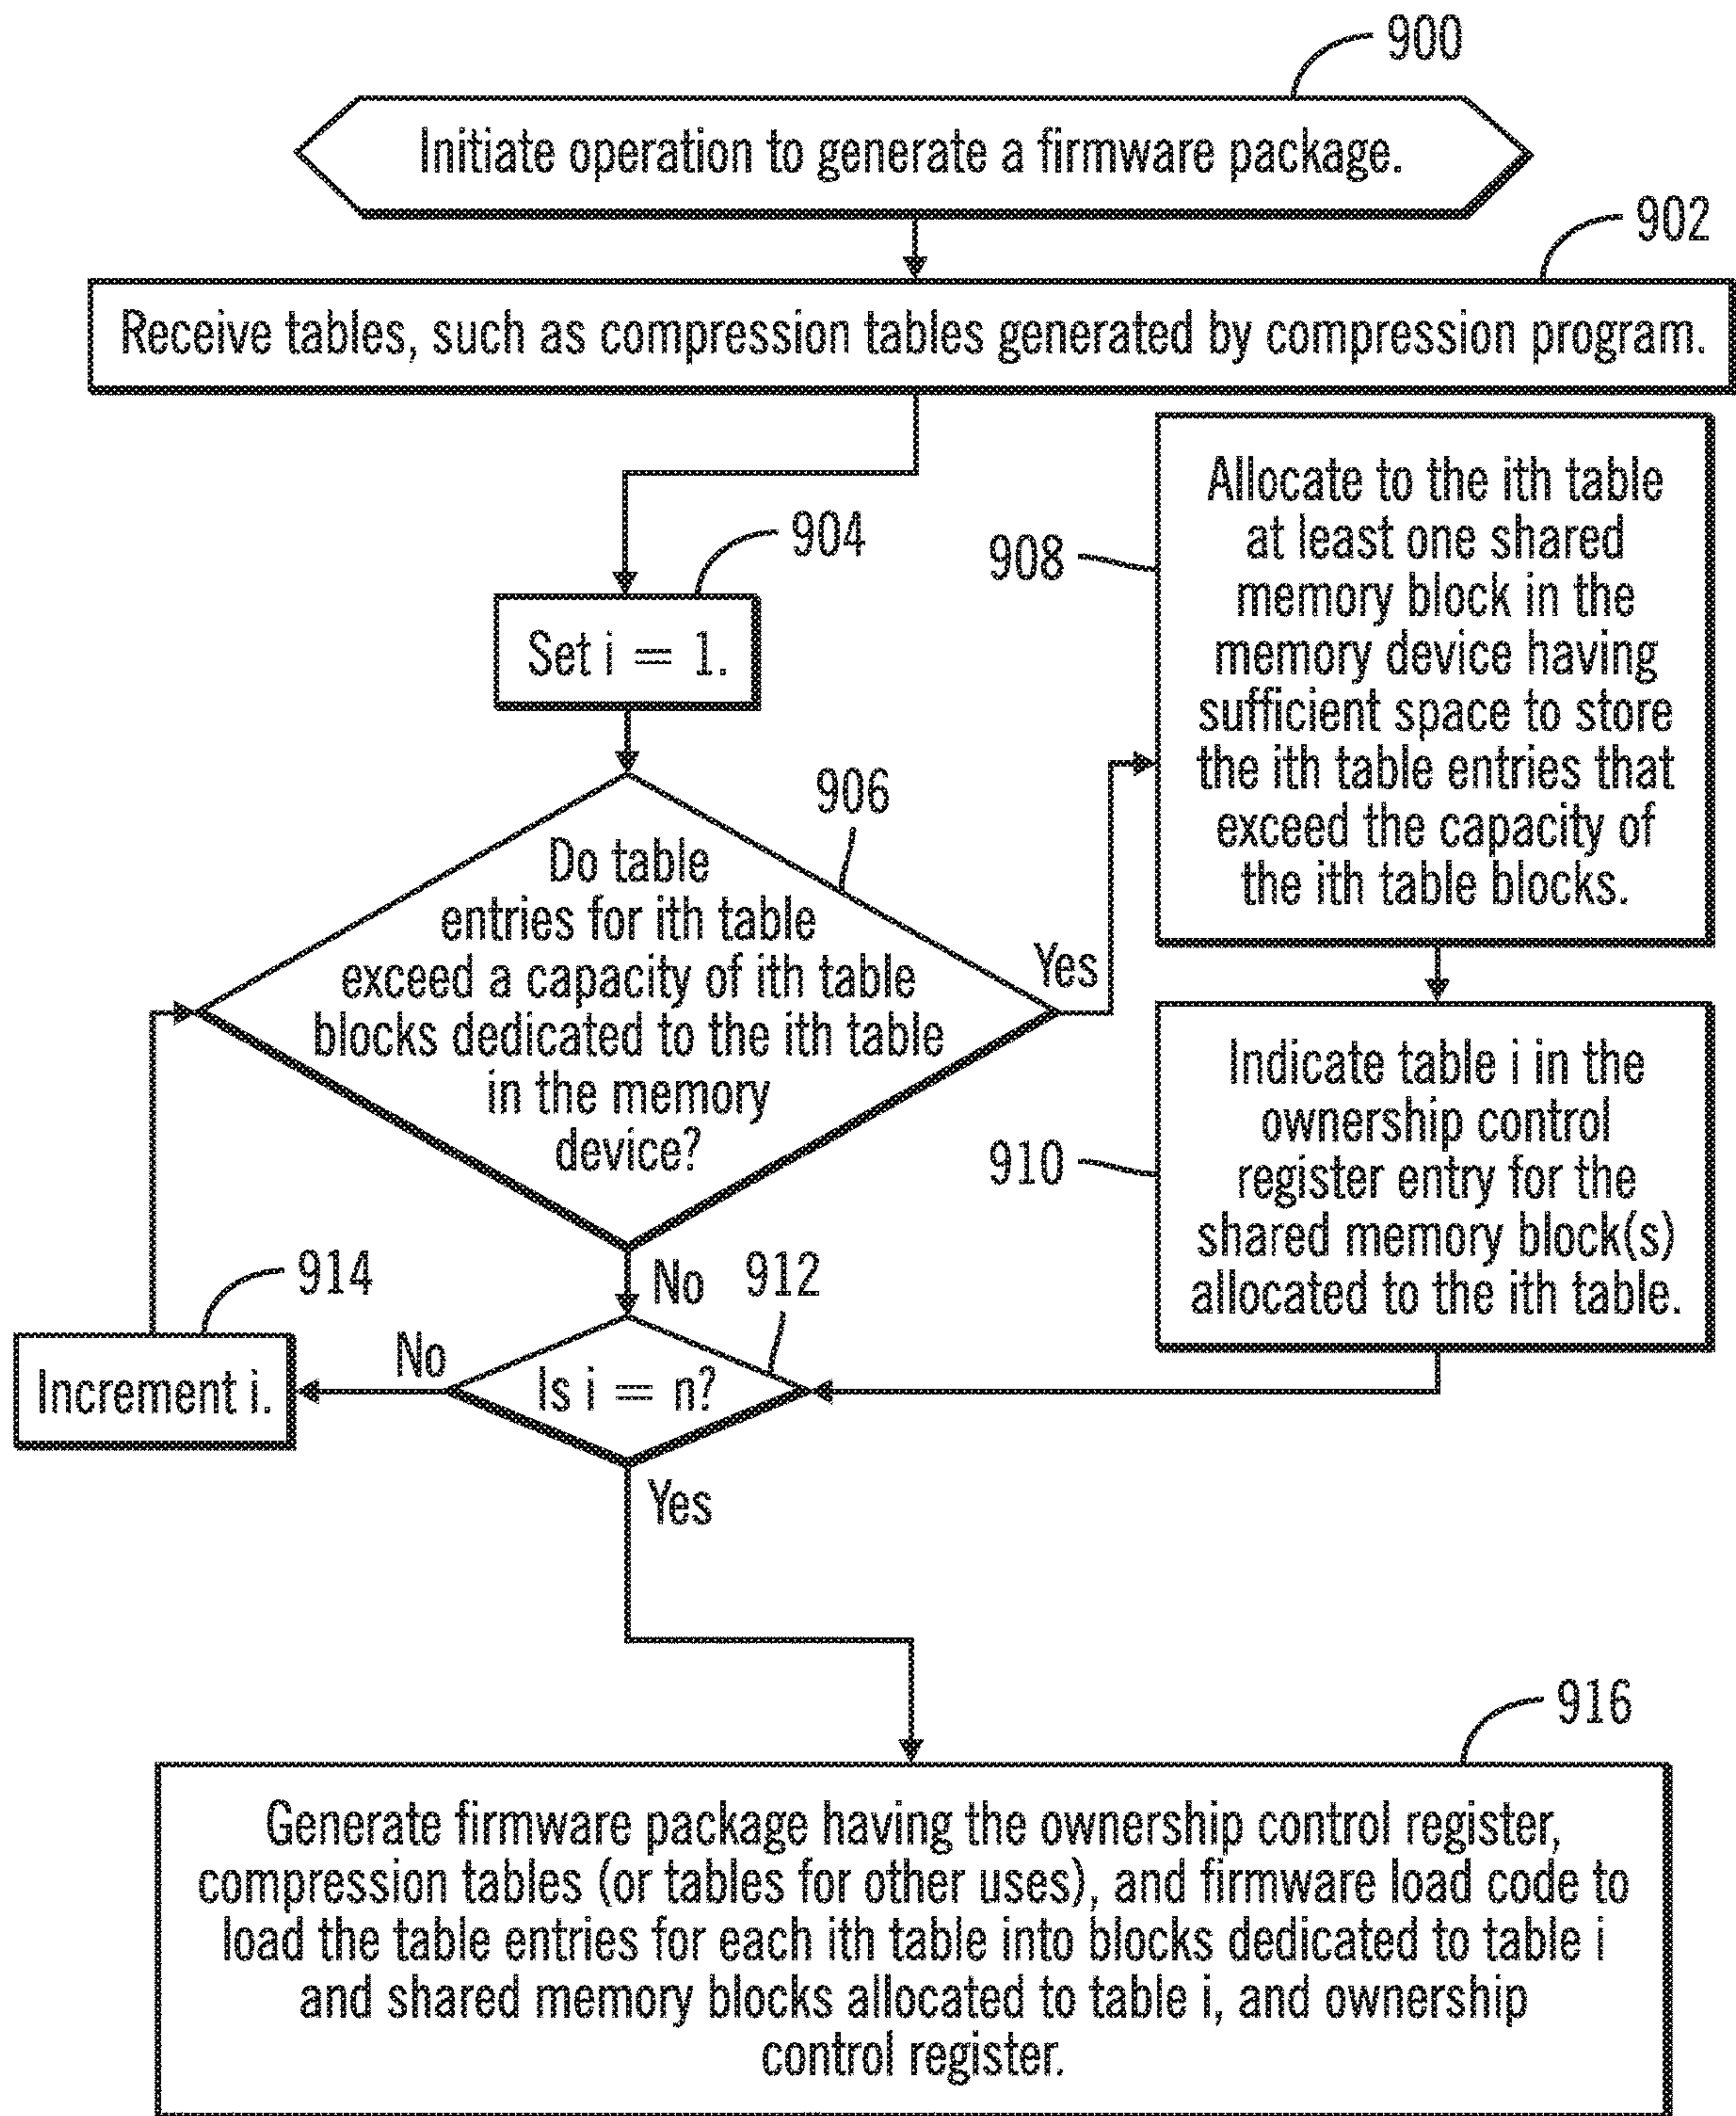 900
Initiate operation to generate a firmware package.
902
Receive tables, such as compression tables generated by compression program.
904
Set i = 1.
906
Do table
entries for ith table
exceed a capacity of ith table
blocks dedicated to the ith table
in the memory
device?
Yes
No
908
Allocate to the ith table
at least one shared
memory block in the
memory device having
sufficient space to store
the ith table entries that
exceed the capacity of
the ith table blocks.
910
Indicate table i in the
ownership control
register entry for the
shared memory block(s)
allocated to the ith table.
912
Is i = n?
No
Yes
914
Increment i.
916
Generate firmware package having the ownership control register,
compression tables (or tables for other uses), and firmware load code to
load the table entries for each ith table into blocks dedicated to table i
and shared memory blocks allocated to table i, and ownership
control register.